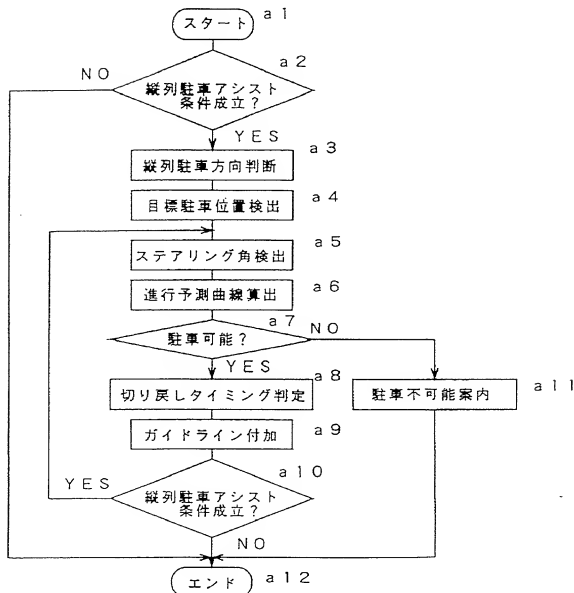 スタート a1
a2
NO
縦列駐車アシスト
条件成立？
YES
a3
縦列駐車方向判断
a4
目標駐車位置検出
a5
ステアリング角検出
a6
進行予測曲線算出
a7
駐車可能？
NO
YES
a8
切り戻しタイミング判定
駐車不可能案内
a11
a9
ガイドライン付加
a10
YES
縦列駐車アシスト
条件成立？
NO
エンド a12